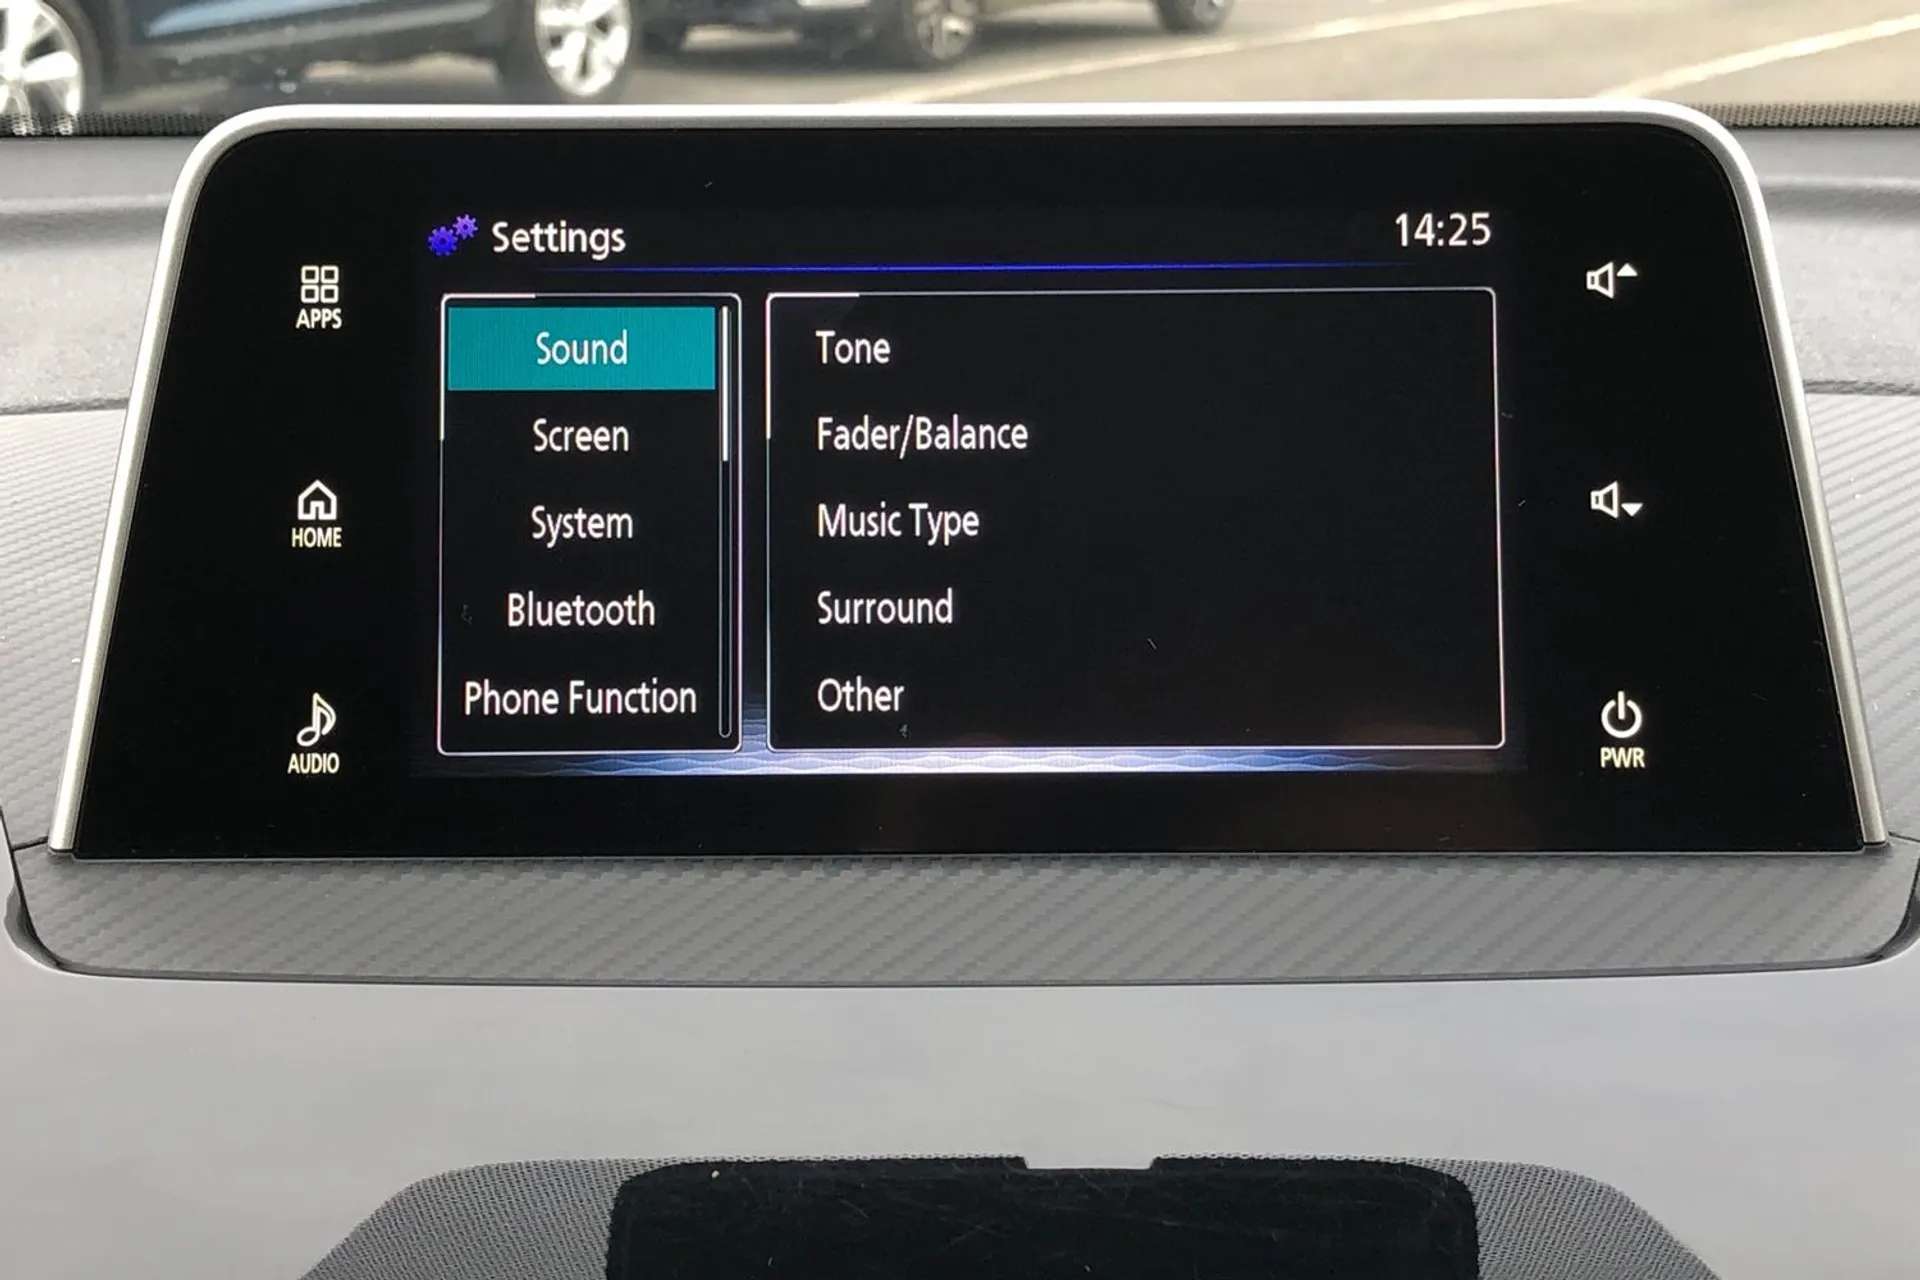 Settings
14:25
APPS
HOME
AUDIO
Sound
Screen
System
Bluetooth
Phone Function
Tone
Fader/Balance
Music Type
Surround
Other
PWR